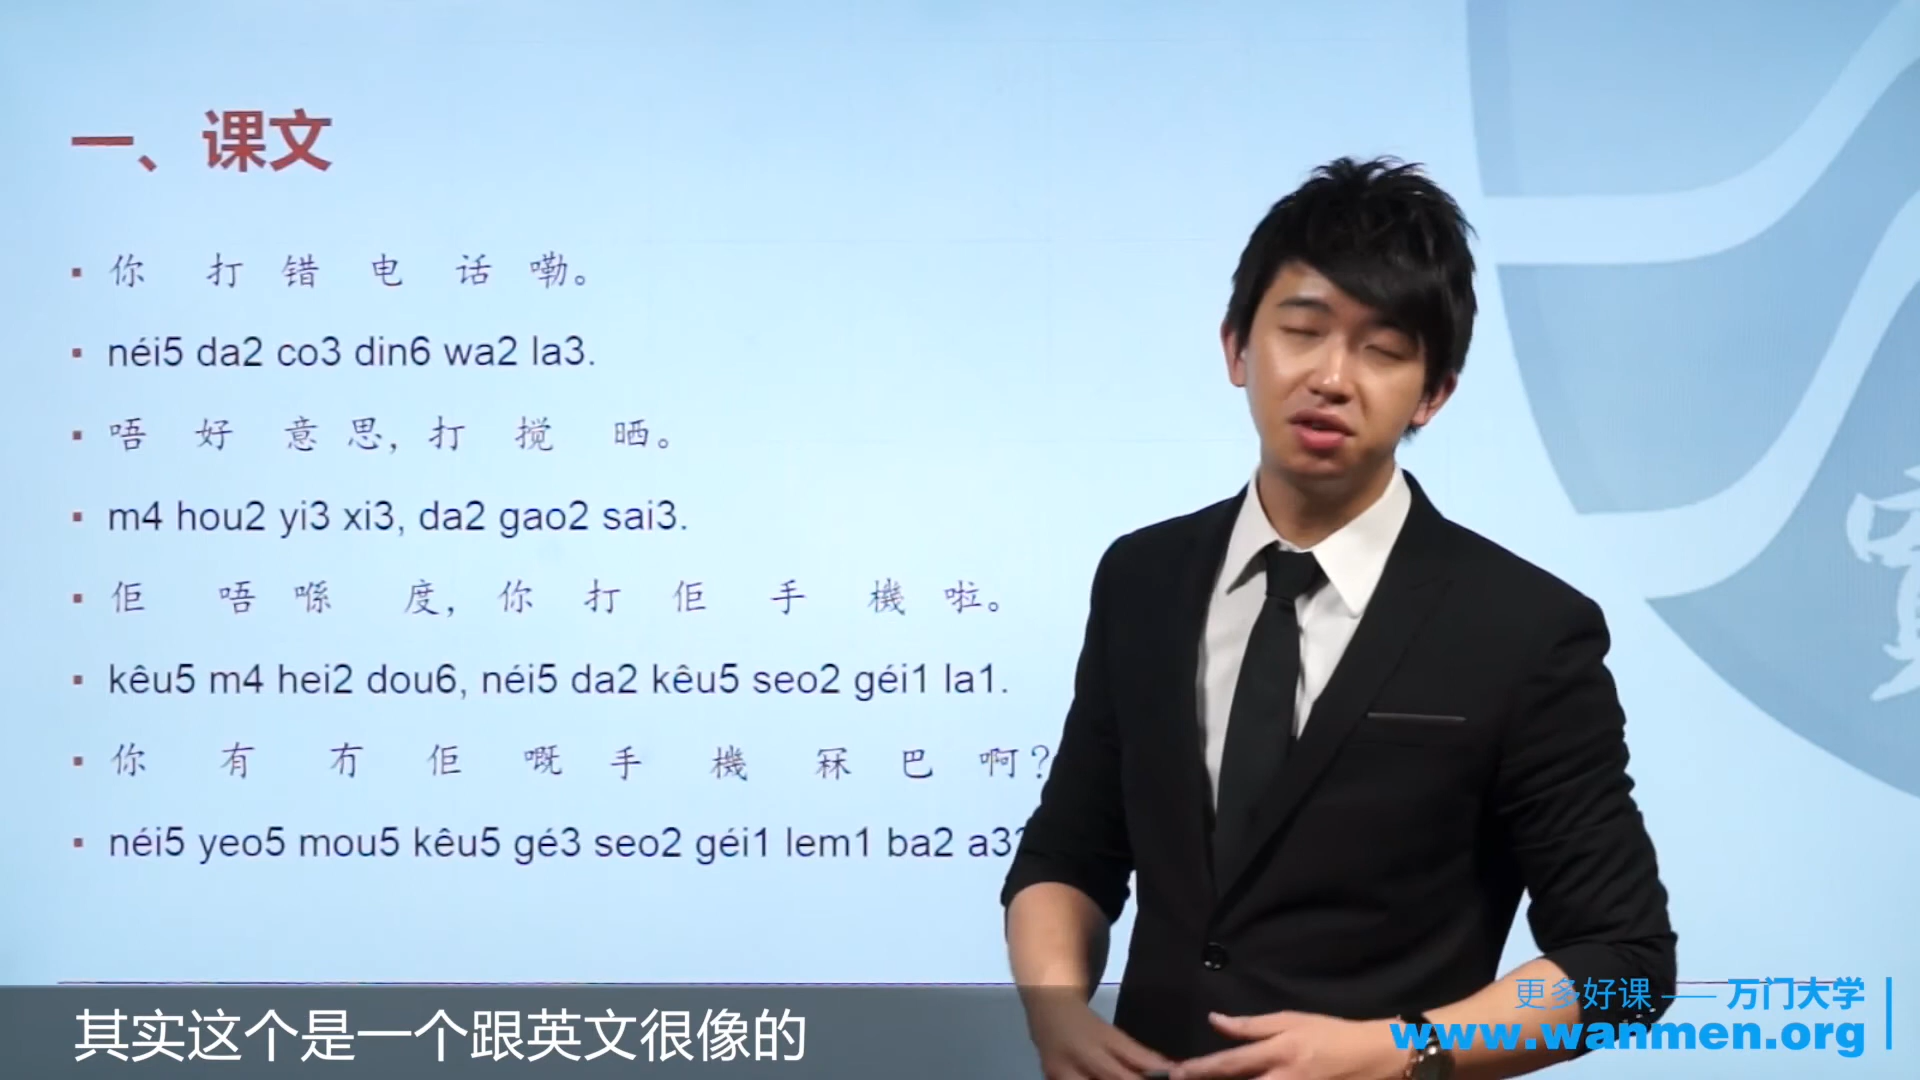 一、课文
▪ 你 打 错 电 话 嘞。
▪ néi5 da2 co3 din6 wa2 la3.
▪ 唔 好 意 思, 打 搅 晒。
▪ m4 hou2 yi3 xi3, da2 gao2 sai3.
▪ 佢 唔 喺 度, 你 打 佢 手 機 啦。
▪ kêu5 m4 hei2 dou6, néi5 da2 kêu5 seo2 géi1 la1.
▪ 你 有 冇 佢 嘅 手 機 冧 巴 啊?
▪ néi5 yeo5 mou5 kêu5 gé3 seo2 géi1 lem1 ba2 a3?
其实这个是一个跟英文很像的
更多好课 —— 万门大学
www.wanmen.org